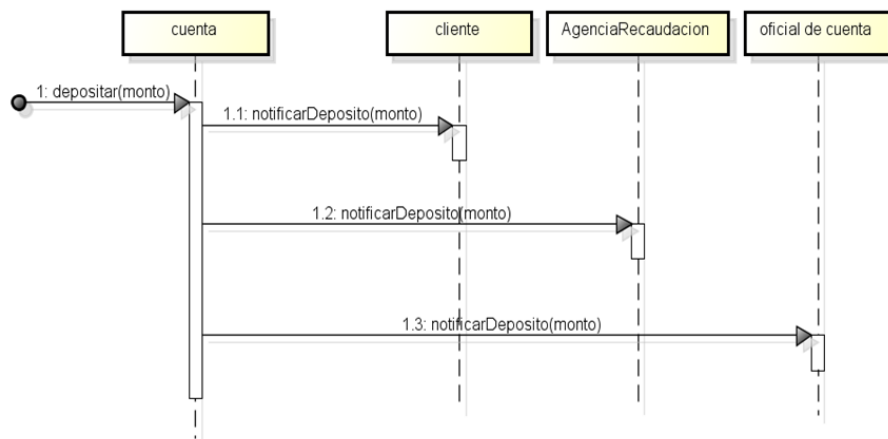 cuenta
cliente
AgenciaRecaudacion
oficial de cuenta
1: depositar(monto)
1.1: notificarDeposito(monto)
1.2: notificarDeposito(monto)
1.3: notificarDeposito(monto)